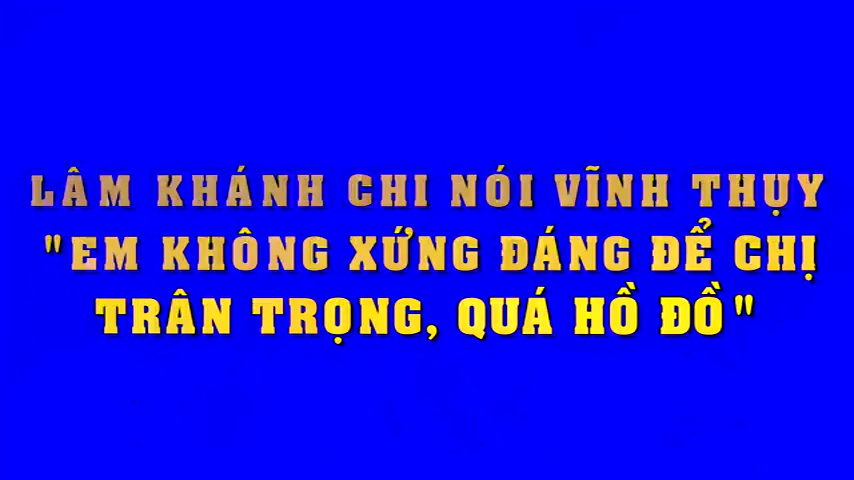 LÂM KHÁNH CHI NÓI VĨNH THỤY
"EM KHÔNG XỨNG ĐÁNG ĐỂ CHỊ
TRÂN TRỌNG, QUÁ HỒ ĐỒ"